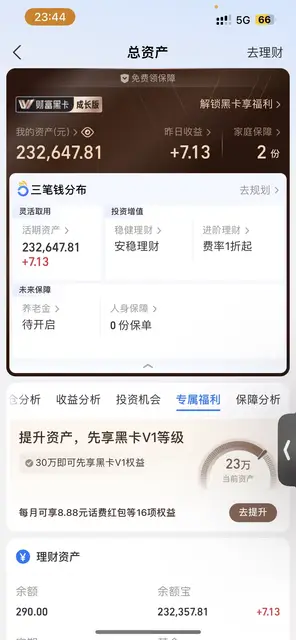 23:44
5G 66
总资产
去理财
免费领保障
财富黑卡 成长版
解锁黑卡享福利
我的资产(元)
昨日收益
家庭保障
232,647.81
+7.13
2 份
三笔钱分布
去规划
灵活取用
投资增值
活期资产
稳健理财
进阶理财
232,647.81
安稳理财
费率1折起
+7.13
未来保障
养老金
人身保障
待开启
0 份保单
分析
收益分析
投资机会
专属福利
保障分析
提升资产，先享黑卡V1等级
30万即可先享黑卡V1权益
23万
当前资产
每月可享8.88元话费红包等16项权益
去提升
理财资产
余额
余额宝
290.00
232,357.81
+7.13